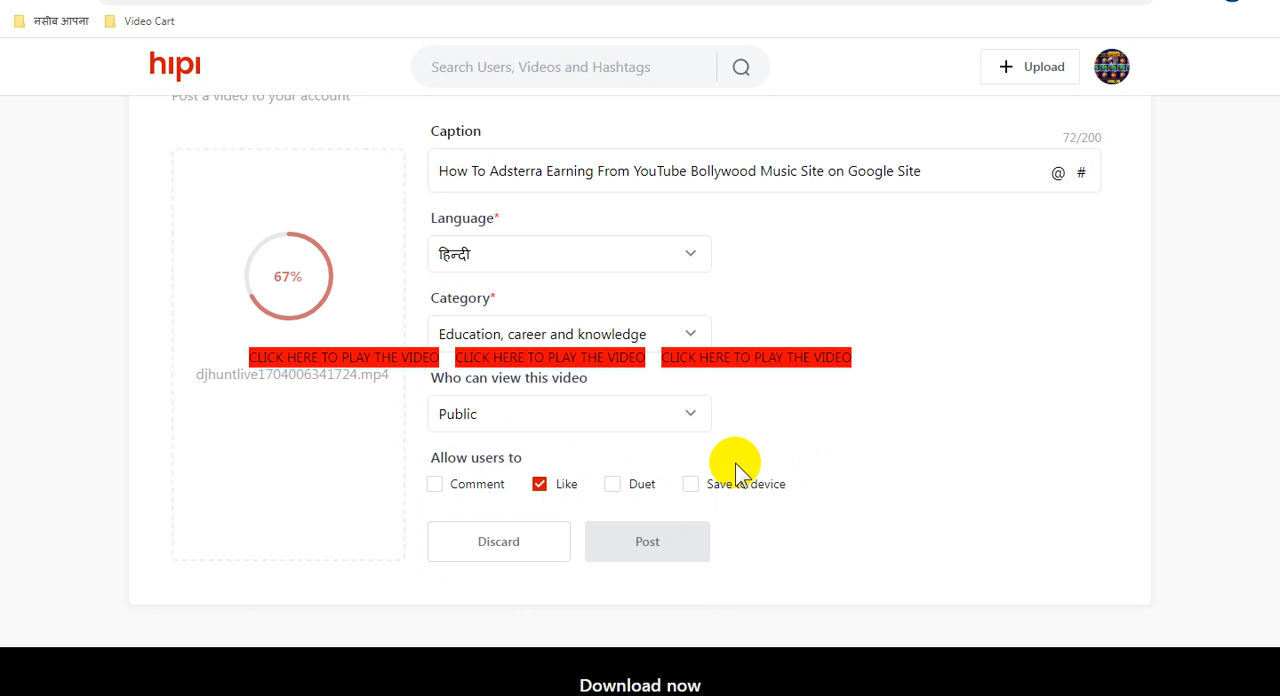 नसीब आपना Video Cart
hipi Search Users, Videos and Hashtags Upload
Post a video to your account
Caption
72/200
How To Adsterra Earning From YouTube Bollywood Music Site on Google Site @ #
Language*
हिन्दी
67%
Category*
Education, career and knowledge
CLICK HERE TO PLAY THE VIDEO CLICK HERE TO PLAY THE VIDEO CLICK HERE TO PLAY THE VIDEO
djhuntlive1704006341724.mp4
Who can view this video
Public
Allow users to
Comment Like Duet Save to device
Discard Post
Download now